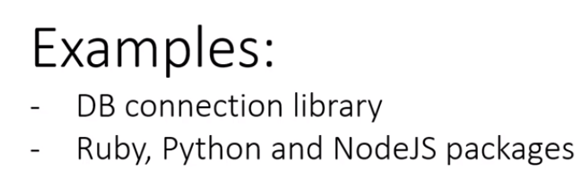 Examples:
- DB connection library
- Ruby, Python and NodeJS packages